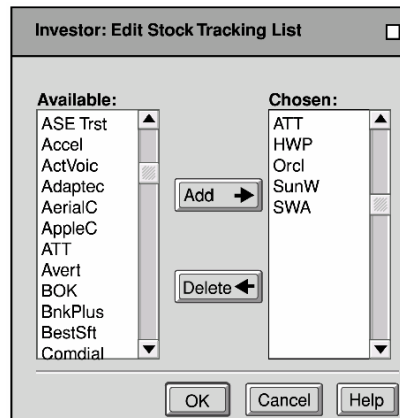 Investor: Edit Stock Tracking List
Available:
ASE Trst
Accel
ActVoic
Adaptec
AerialC
AppleC
ATT
Avert
BOK
BnkPlus
BestSft
Comdial
Add
Delete
Chosen:
ATT
HWP
Orcl
SunW
SWA
OK
Cancel
Help